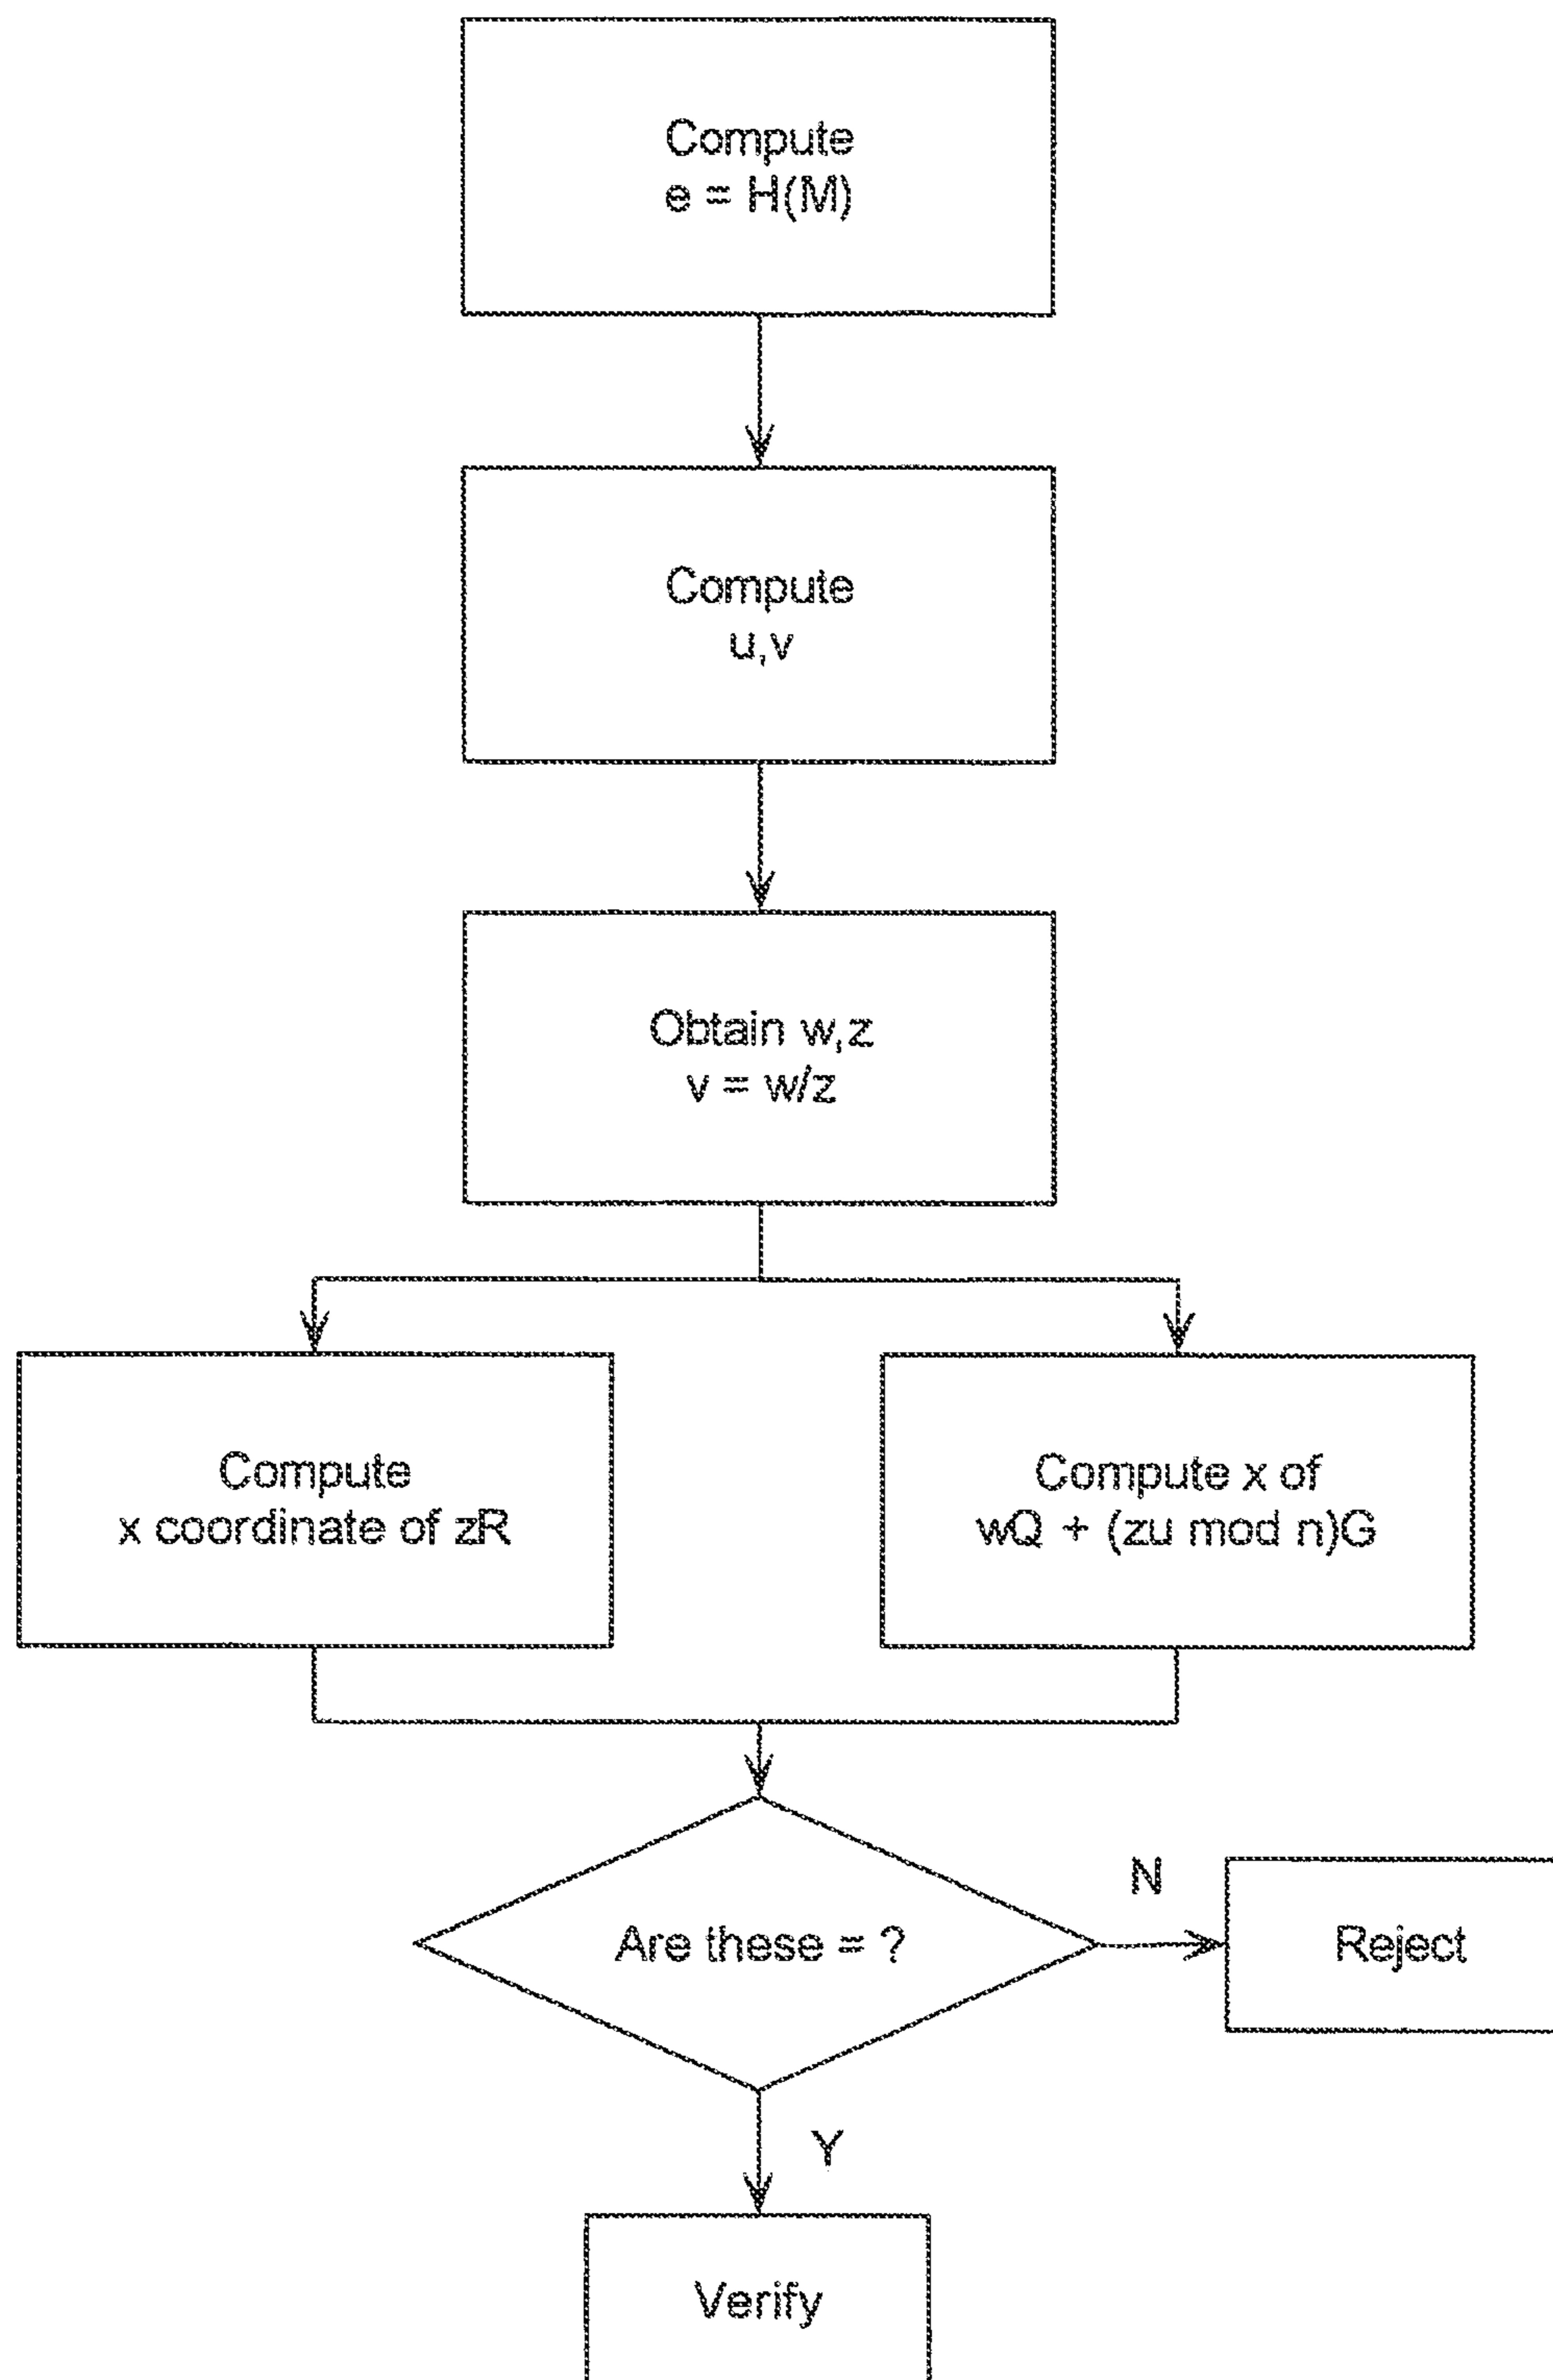 Compute
e = H(M)
Compute
u,v
Obtain w,z
v = w/z
Compute
x coordinate of zR
Compute x of
wQ + (zu mod n)G
Are these = ?
N
Reject
Y
Verify